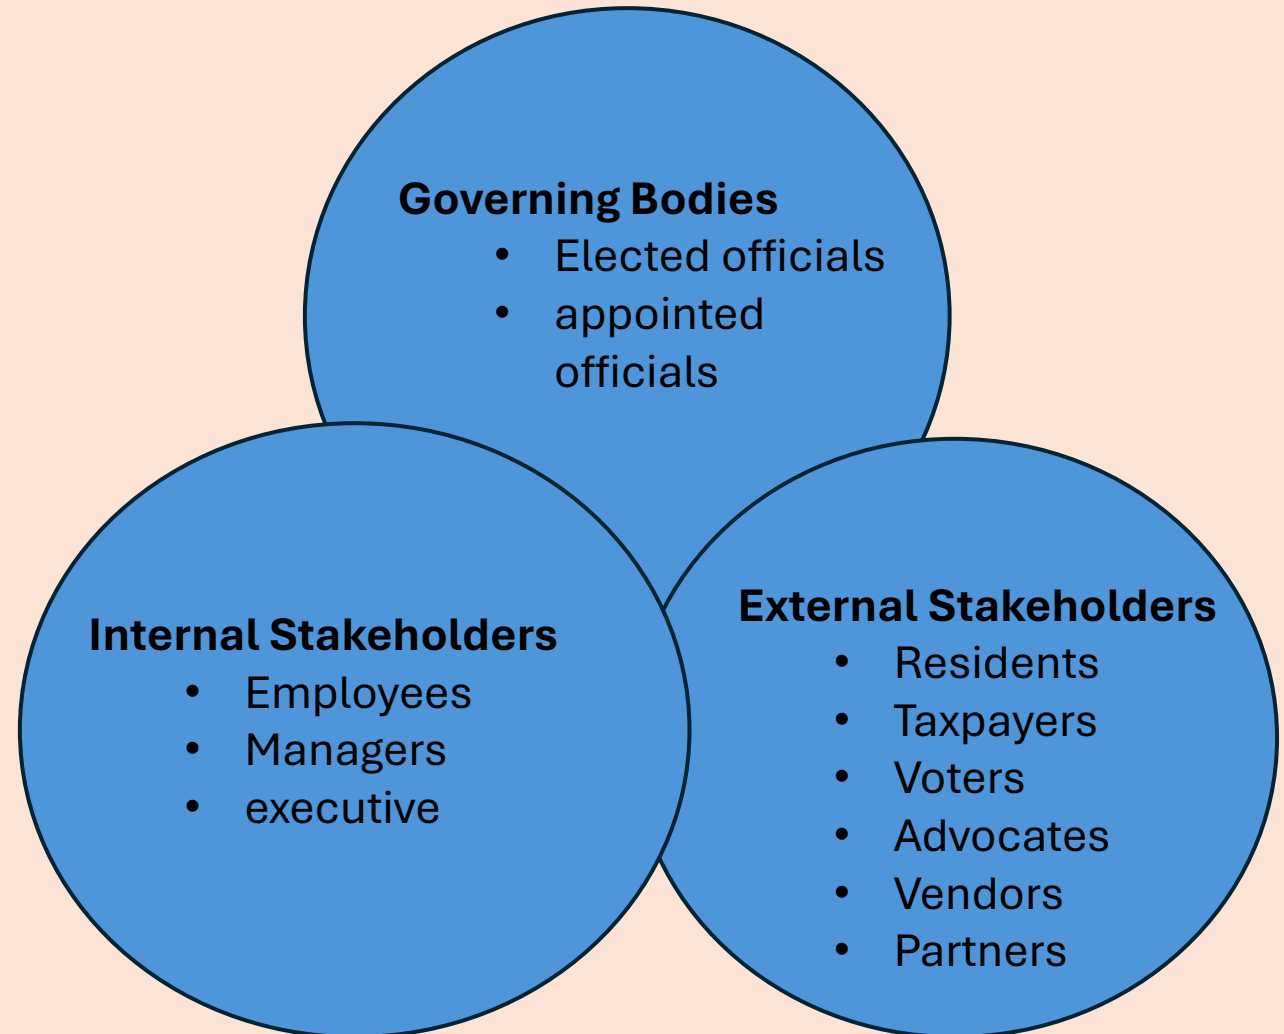 Governing Bodies
• Elected officials
• appointed
officials
Internal Stakeholders
• Employees
• Managers
• executive
External Stakeholders
• Residents
• Taxpayers
• Voters
• Advocates
• Vendors
• Partners